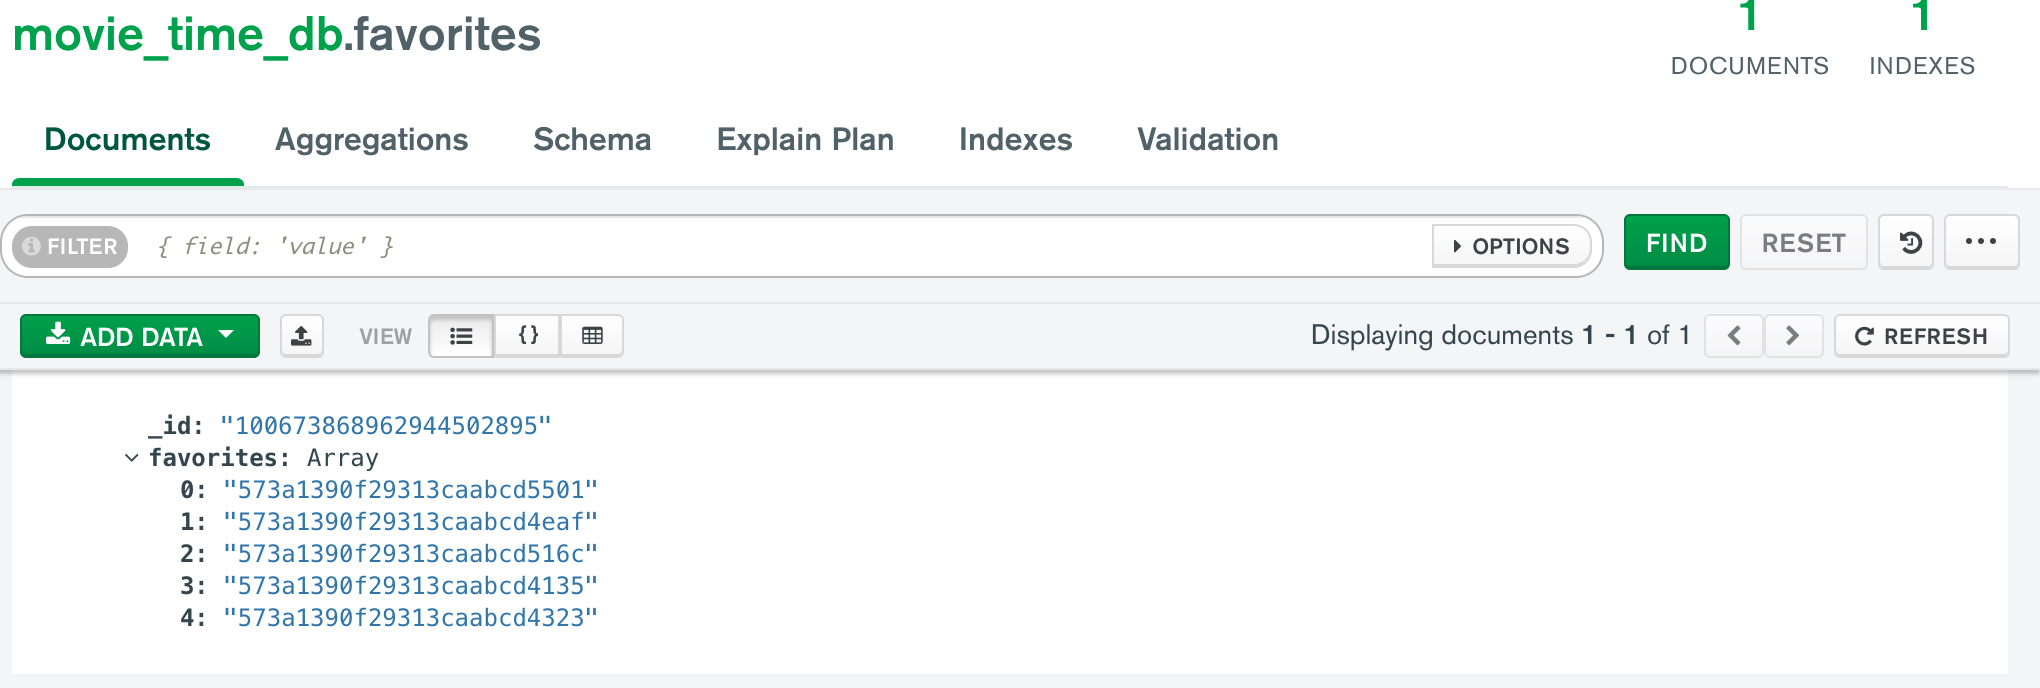 movie_time_db.favorites
1 1
DOCUMENTS INDEXES
Documents Aggregations Schema Explain Plan Indexes Validation
FILTER { field: 'value' } OPTIONS FIND RESET ...
ADD DATA VIEW {} Displaying documents 1 - 1 of 1 REFRESH
_id: "100673868962944502895"
favorites: Array
0: "573a1390f29313caabcd5501"
1: "573a1390f29313caabcd4eaf"
2: "573a1390f29313caabcd516c"
3: "573a1390f29313caabcd4135"
4: "573a1390f29313caabcd4323"